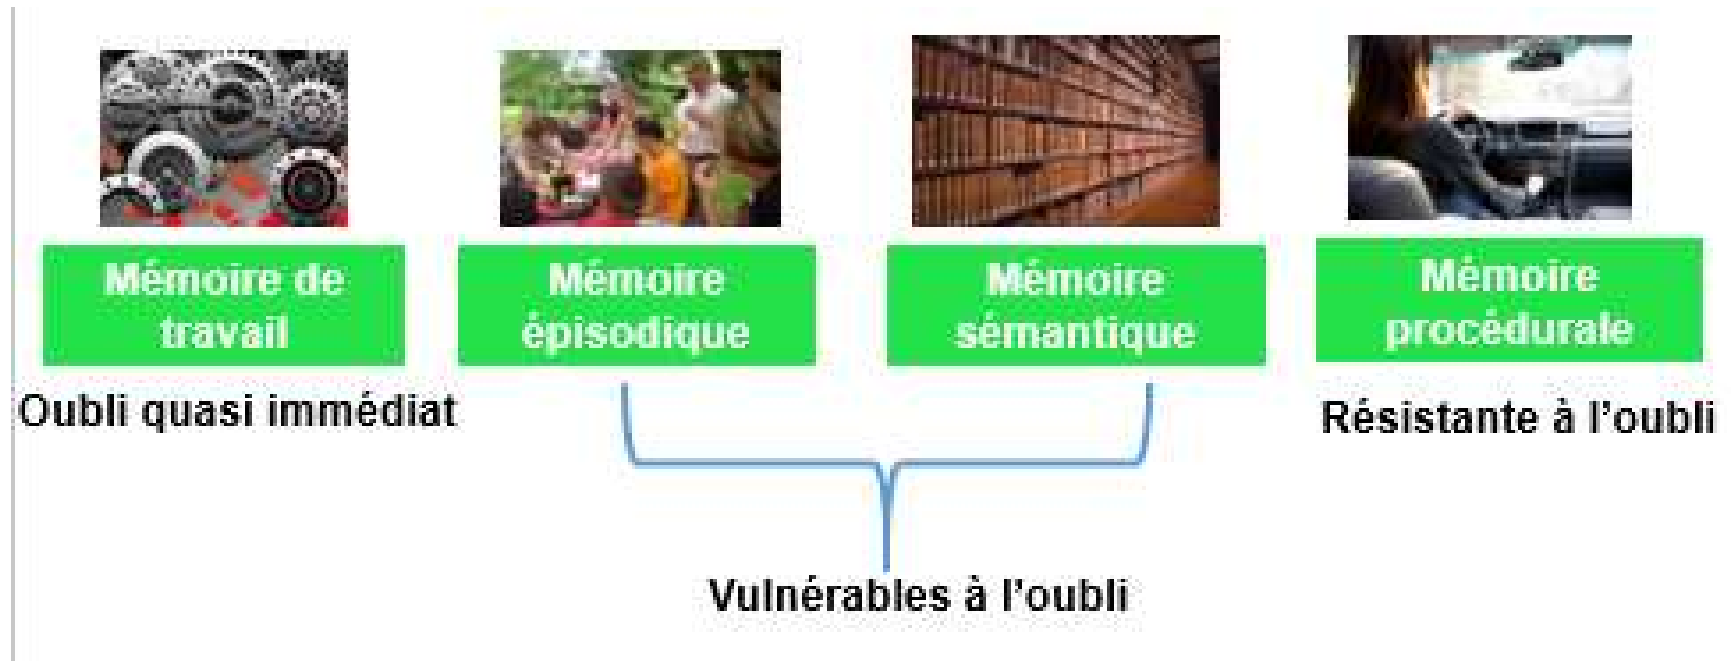 Mémoire de
travail
Mémoire
épisodique
Mémoire
sémantique
Mémoire
procédurale
Oubli quasi immédiat
Résistante à l'oubli
Vulnérables à l'oubli